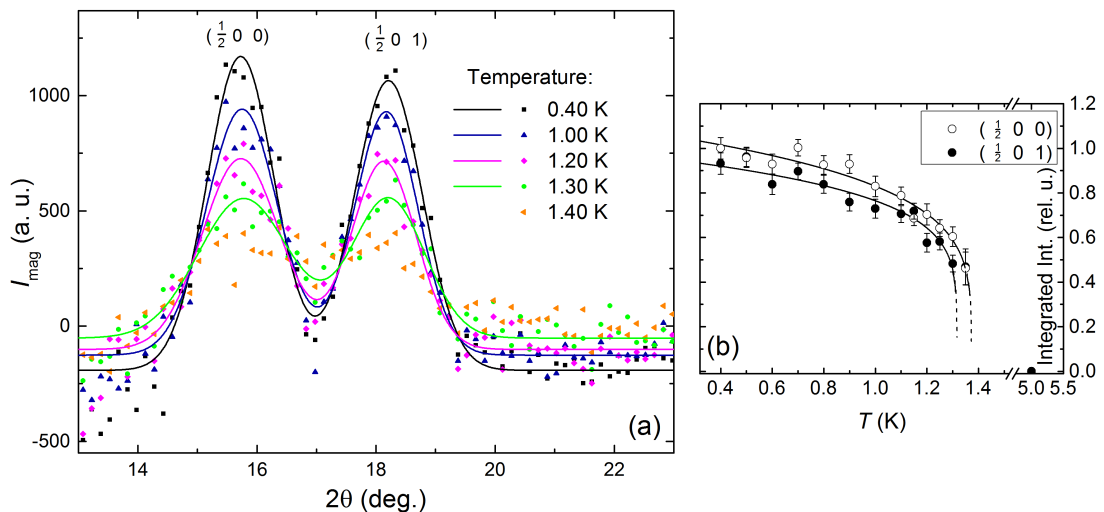 (½ 0 0)
(½ 0 1)
Temperature:
0.40 K
1.00 K
1.20 K
1.30 K
1.40 K
1000
500
0
-500
I mag (a. u.)
14 16 18 20 22
2θ (deg.)
(a)
(½ 0 0)
(½ 0 1)
1.2
1.0
0.8
0.6
0.4
0.2
0.0
Integrated Int. (rel. u.)
(b)
0.4 0.6 0.8 1.0 1.2 1.4 5.0 5.5
T (K)